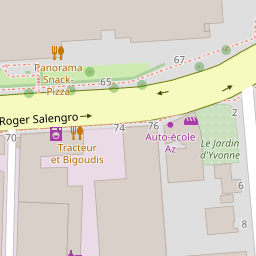 67
Panorama
Snack-
Pizza
65
Roger Salengro
70
74
76
2
Tracteur
et Bigoudis
Auto-école
Az
Le Jardin
d'Yvonne
6
8